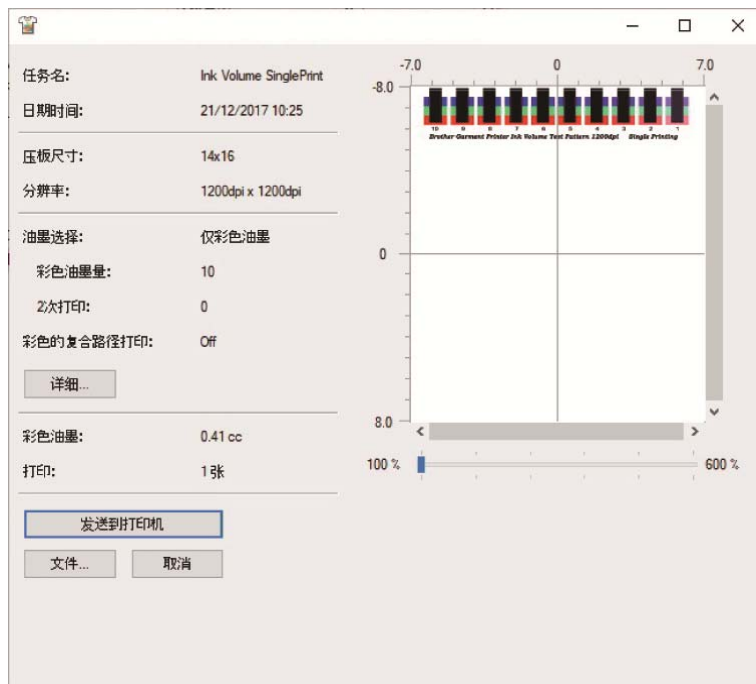 任务名: Ink Volume SinglePrint
日期时间: 21/12/2017 10:25
压板尺寸: 14x16
分辨率: 1200dpi x 1200dpi
油墨选择: 仅彩色油墨
彩色油墨量: 10
2次打印: 0
彩色的复合路径打印: Off
详细...
彩色油墨: 0.41 cc
打印: 1 张
发送到打印机
文件...
取消
-7.0 0 7.0
-8.0
10 9 8 7 6 5 4 3 2 1
Brother Garment Printer Ink Volume Test Pattern 1200dpi Single Printing
0
8.0
100 % 600 %